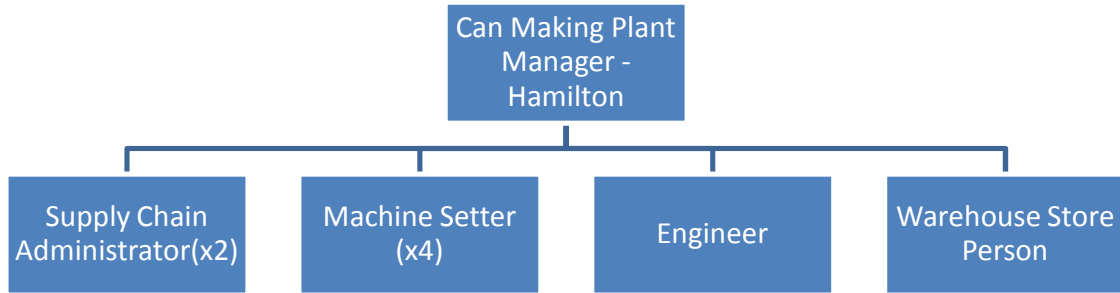 Can Making Plant
Manager -
Hamilton
Supply Chain
Administrator(x2)
Machine Setter
(x4)
Engineer
Warehouse Store
Person